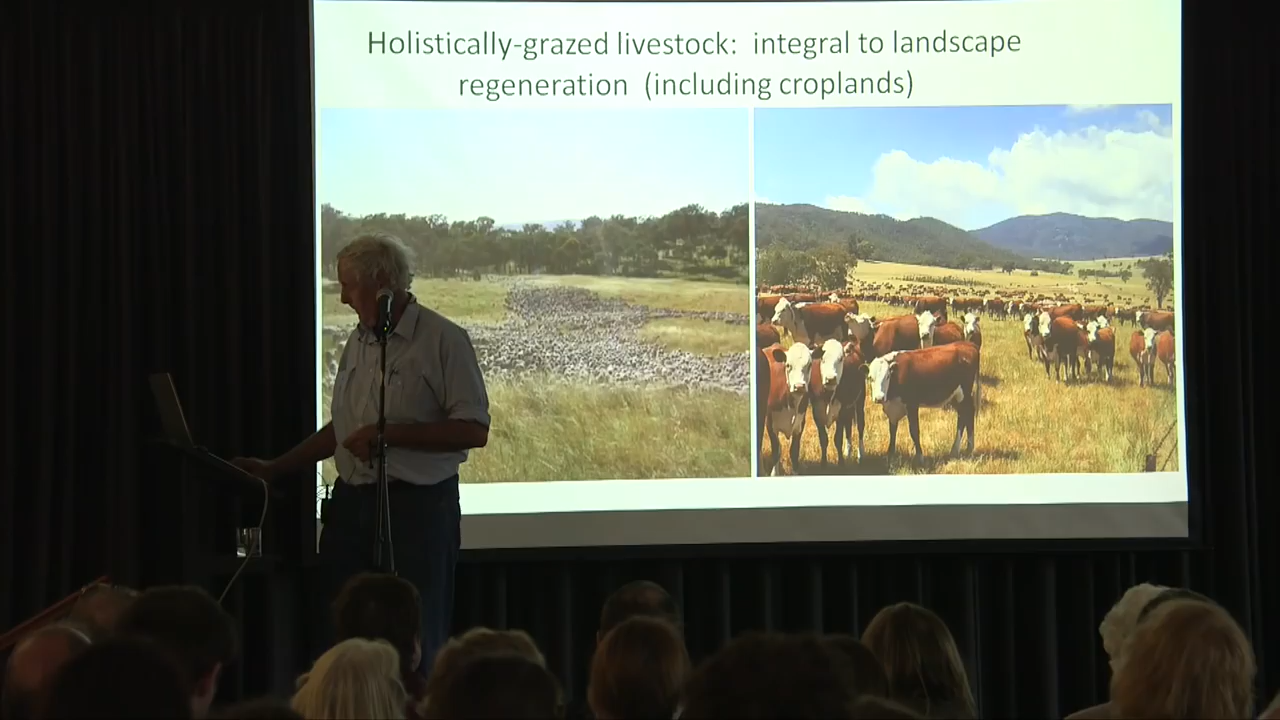 Holistically-grazed livestock: integral to landscape
regeneration (including croplands)